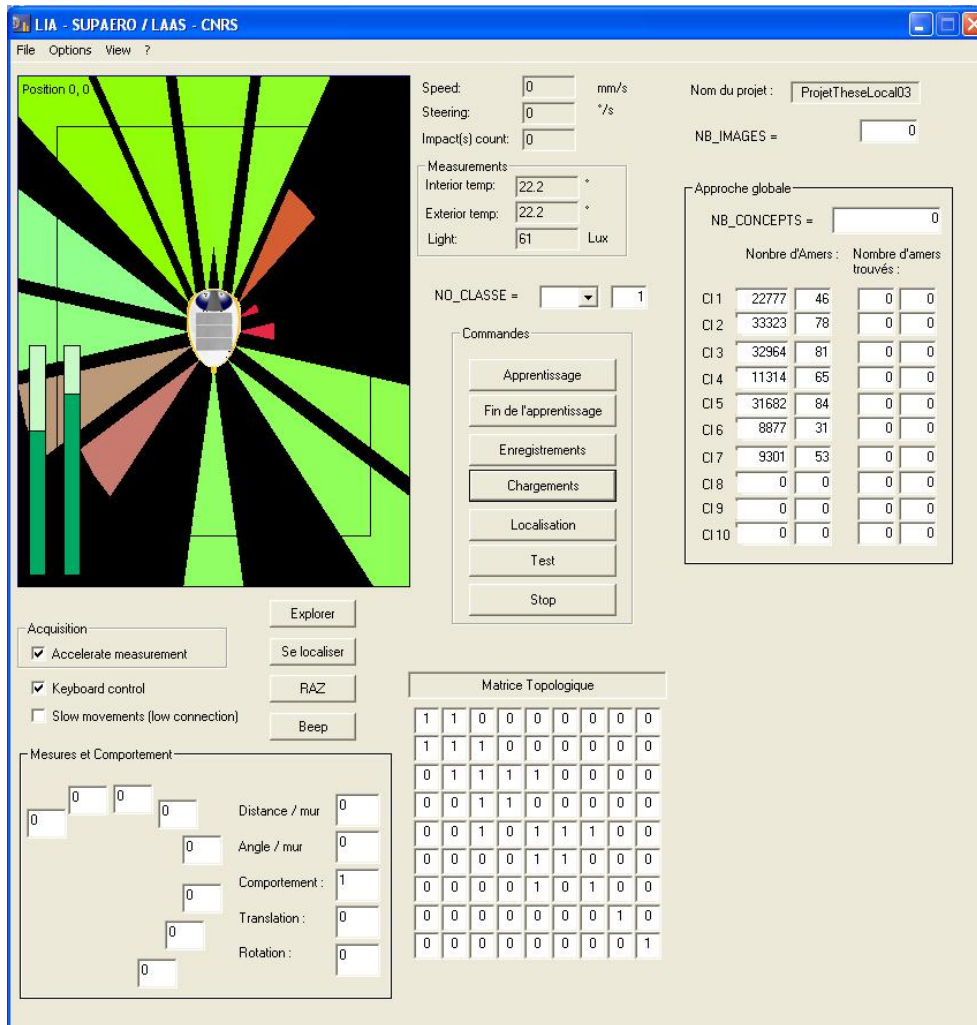 LIA - SUPAERO / LAAS - CNRS
File Options View ?
Position 0, 0
Speed: 0 mm/s
Steering: 0 °/s
Impact(s) count: 0
Measurements
Interior temp: 22.2 °
Exterior temp: 22.2 °
Light: 61 Lux
Nom du projet : ProjetTheseLocal03
NB_IMAGES = 0
NO_CLASSE = 1
Commandes
Apprentissage
Fin de l'apprentissage
Enregistrements
Chargements
Localisation
Test
Stop
Approche globale
NB_CONCEPTS = 0
Nonbre d'Amers : Nombre d'amers
trouvés :
Cl 1 22777 46 0 0
Cl 2 33323 78 0 0
Cl 3 32964 81 0 0
Cl 4 11314 65 0 0
Cl 5 31682 84 0 0
Cl 6 8877 31 0 0
Cl 7 9301 53 0 0
Cl 8 0 0 0 0
Cl 9 0 0 0 0
Cl 10 0 0 0 0
Acquisition
Accelerate measurement
Keyboard control
Slow movements (low connection)
Explorer
Se localiser
RAZ
Beep
Mesures et Comportement
0 0 0 0 0 0 0 0
Distance / mur 0
Angle / mur 0
Comportement : 1
Translation : 0
Rotation : 0
Matrice Topologique
1 1 0 0 0 0 0 0 0
1 1 1 0 0 0 0 0 0
0 1 1 1 1 0 0 0 0
0 0 1 1 0 0 0 0 0
0 0 1 0 1 1 1 0 0
0 0 0 0 1 1 0 0 0
0 0 0 0 1 0 1 0 0
0 0 0 0 0 0 0 1 0
0 0 0 0 0 0 0 0 1